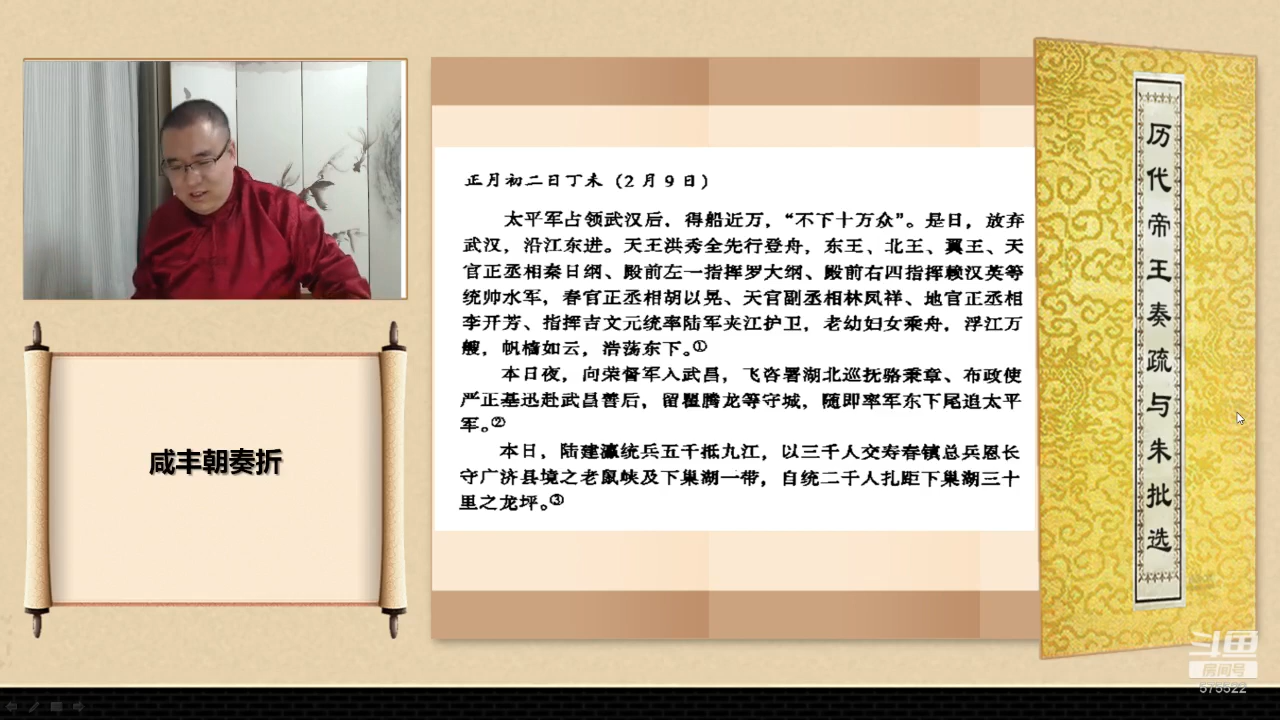 正月初二日丁未（2月9日）
太平军占领武汉后，得船近万，“不下十万众”。是日，放弃
武汉，沿江东进。天王洪秀全先行登舟，东王、北王、翼王、天
官正丞相秦日纲、殿前左一指挥罗大纲、殿前右四指挥赖汉英等
统帅水军，春官正丞相胡以晃、天官副丞相林凤祥、地官正丞相
李开芳、指挥吉文元统率陆军夹江护卫，老幼妇女乘舟，浮江万
艘，帆樯如云，浩荡东下。①
本日夜，向荣督军入武昌，飞咨署湖北巡抚骆秉章、布政使
严正基迅赴武昌善后，留瞿腾龙等守城，随即率军东下尾追太平
军。②
本日，陆建瀛统兵五千抵九江，以三千人交寿春镇总兵恩长
守广济县境之老鼠峡及下巢湖一带，自统二千人扎距下巢湖三十
里之龙坪。③
咸丰朝奏折
历代帝王奏疏与朱批选
斗鱼
房间号
575522